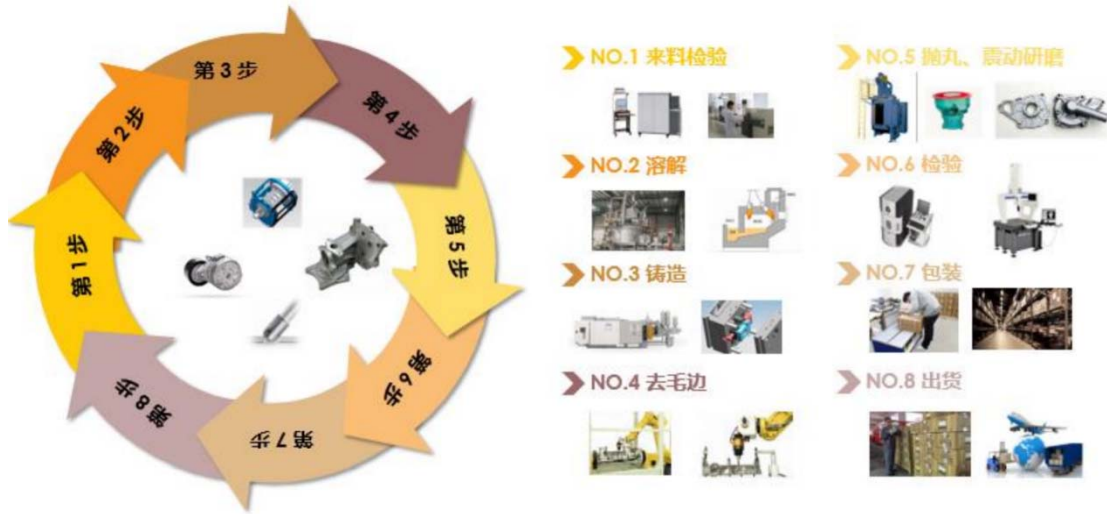 第1步
第2步
第3步
第4步
第5步
第6步
第7步
第8步
NO.1 来料检验
NO.2 溶解
NO.3 铸造
NO.4 去毛边
NO.5 抛丸、震动研磨
NO.6 检验
NO.7 包装
NO.8 出货